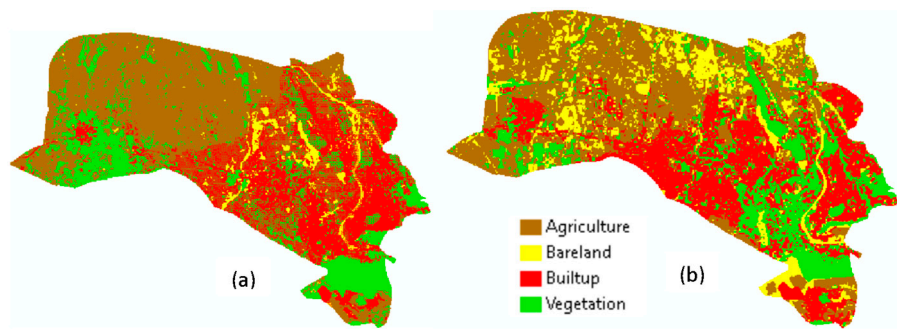 Agriculture
Bareland
Builtup
Vegetation
(a)
(b)